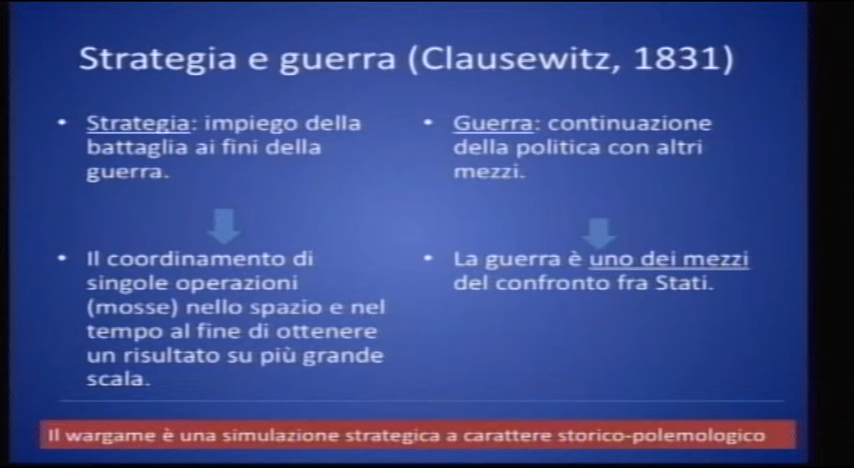 Strategia e guerra (Clausewitz, 1831)
• Strategia: impiego della
battaglia ai fini della
guerra.
• Il coordinamento di
singole operazioni
(mosse) nello spazio e nel
tempo al fine di ottenere
un risultato su più grande
scala.
• Guerra: continuazione
della politica con altri
mezzi.
• La guerra è uno dei mezzi
del confronto fra Stati.
Il wargame è una simulazione strategica a carattere storico-polemologico